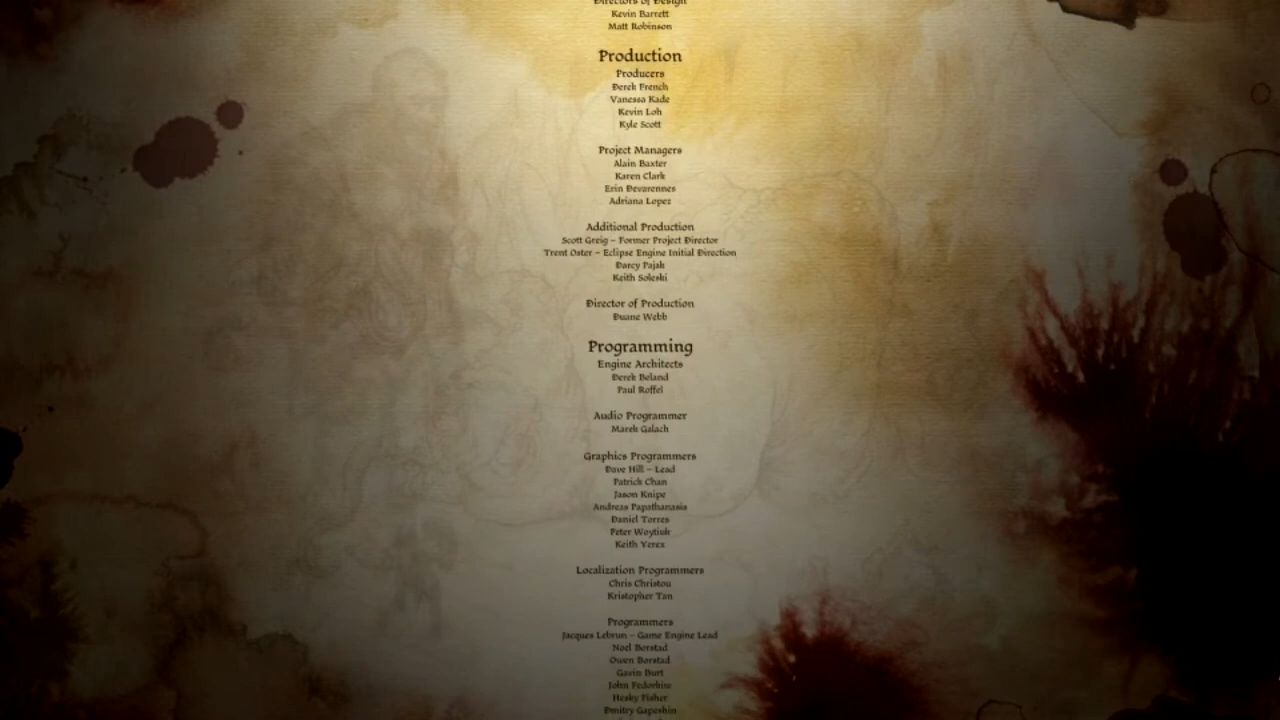 Directors of Design
Kevin Barrett
Matt Robinson
Production
Producers
Derek French
Vanessa Kade
Kevin Loh
Kyle Scott
Project Managers
Alain Baxter
Karen Clark
Erin Devarennes
Adriana Lopez
Additional Production
Scott Greig – Former Project Director
Trent Oster – Eclipse Engine Initial Direction
Darcy Pajak
Keith Soleski
Director of Production
Duane Webb
Programming
Engine Architects
Derek Beland
Paul Roffel
Audio Programmer
Marek Galach
Graphics Programmers
Dave Hill – Lead
Patrick Chan
Jason Knipe
Andreas Papathanasis
Daniel Torres
Peter Woytiuk
Keith Yerex
Localization Programmers
Chris Christou
Kristopher Tan
Programmers
Jacques Lebrun – Game Engine Lead
Noel Borstad
Owen Borstad
Gavin Burt
John Fedorkiw
Hesky Fisher
Dmitry Gapeshin